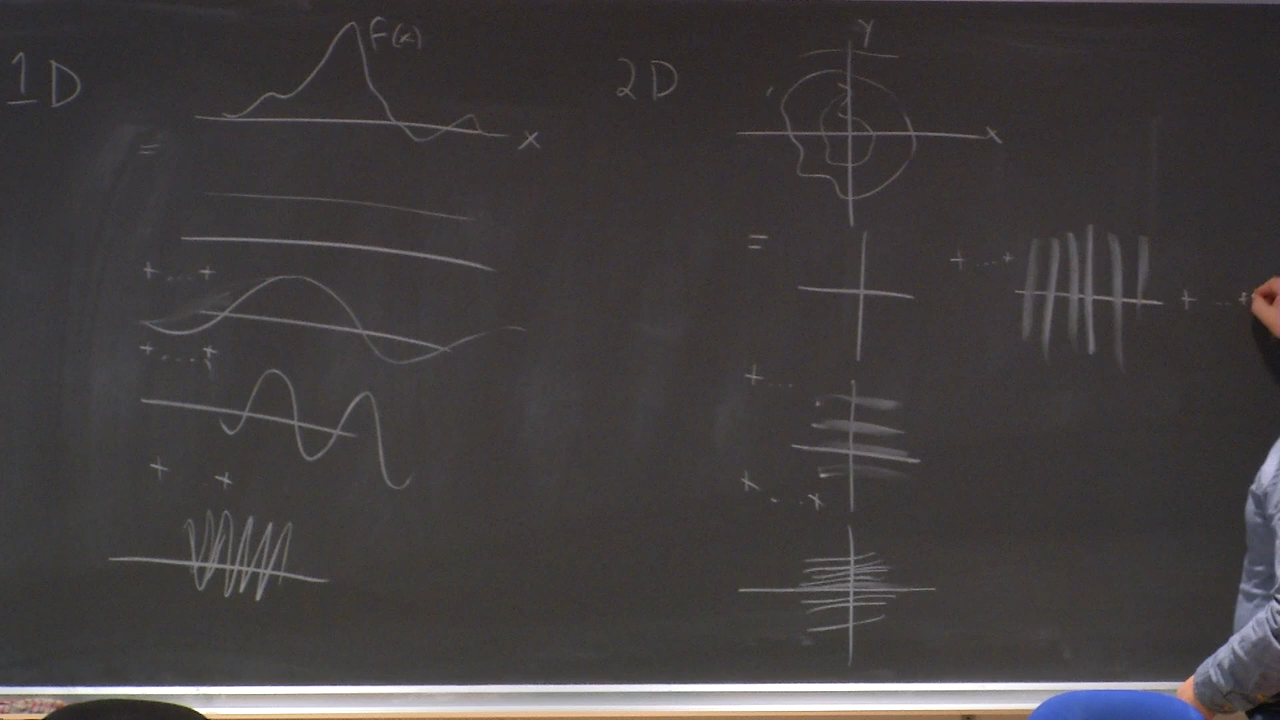 1D
F(x)
x
=
+ .... +
+ .... +
+ +
2D
y
x
=
+ ... +
+ ... +
+ ...
+ ... +